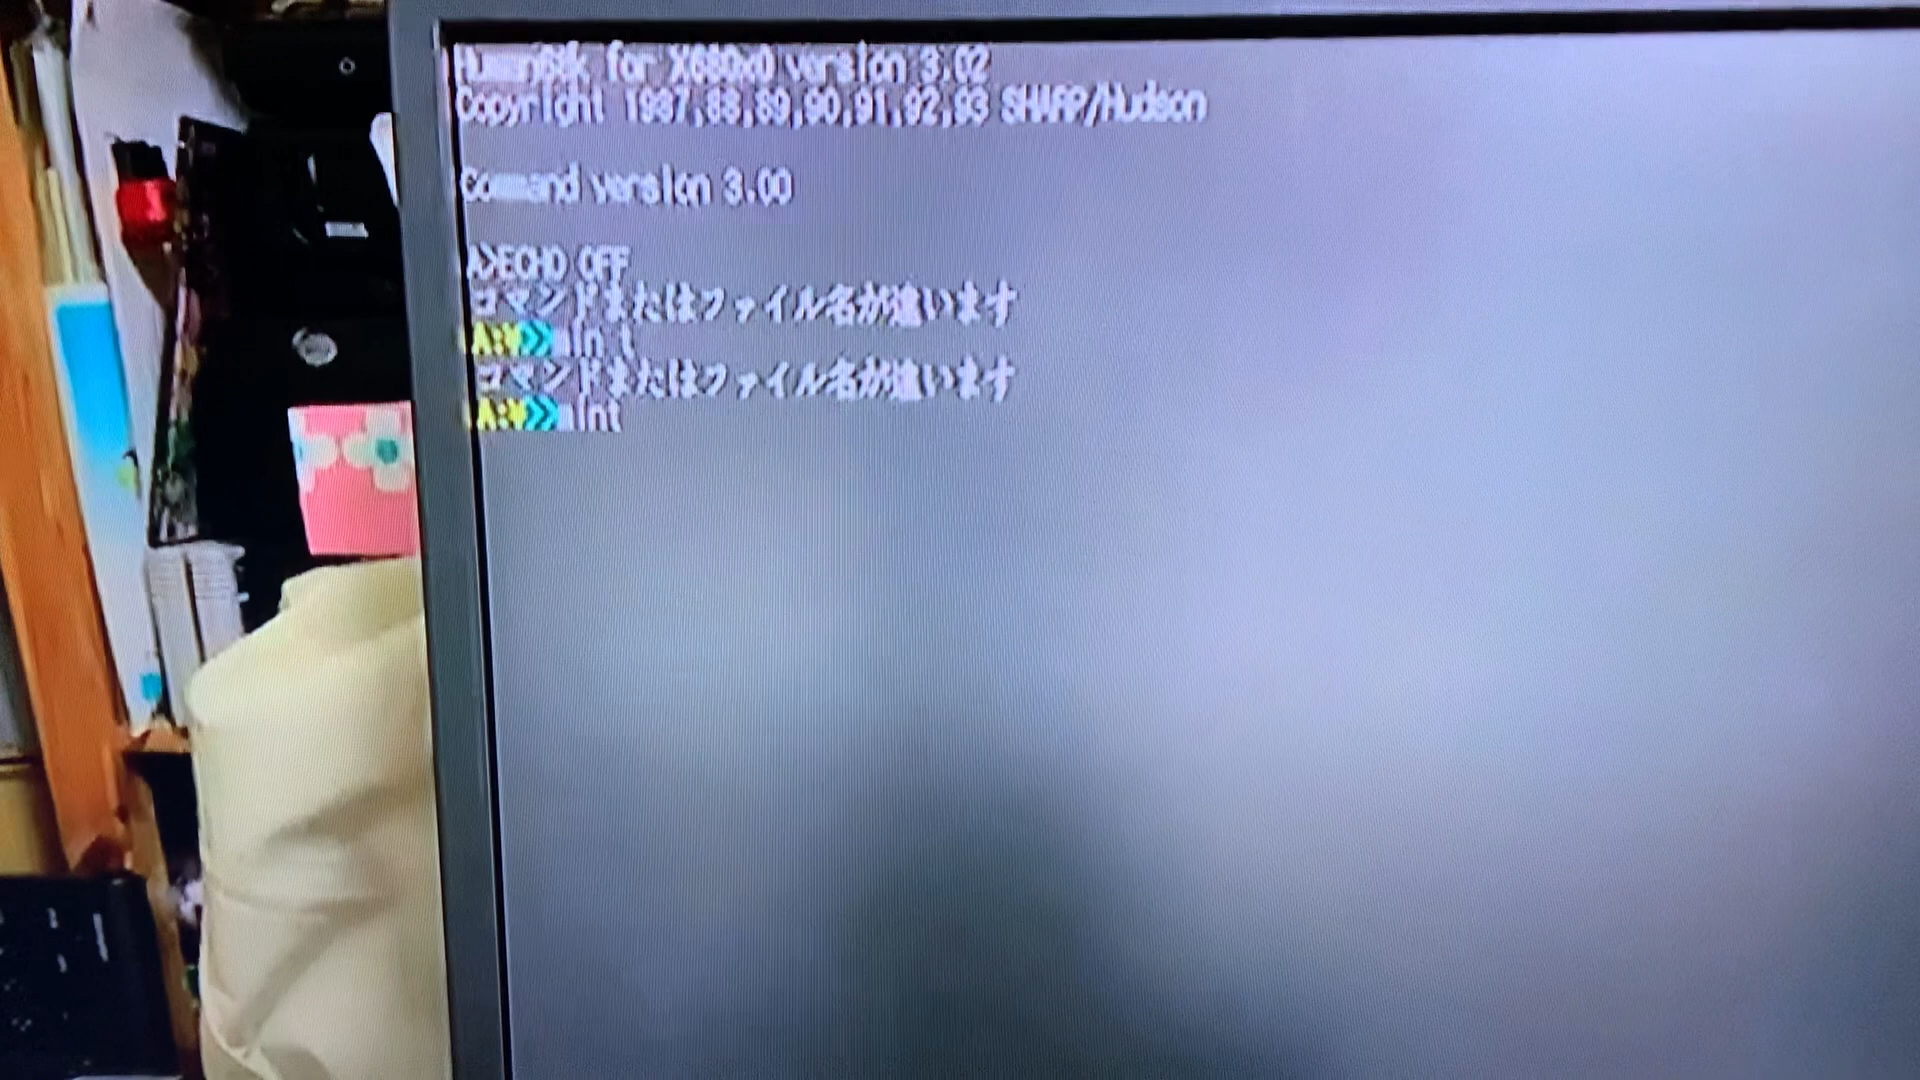 Human68k for X680x0 version 3.02
Copyright 1987,88,89,90,91,92,93 SHARP/Hudson
Command version 3.00
A>ECHO OFF
コマンドまたはファイル名が違います
A:¥>>min t
コマンドまたはファイル名が違います
A:¥>>mint